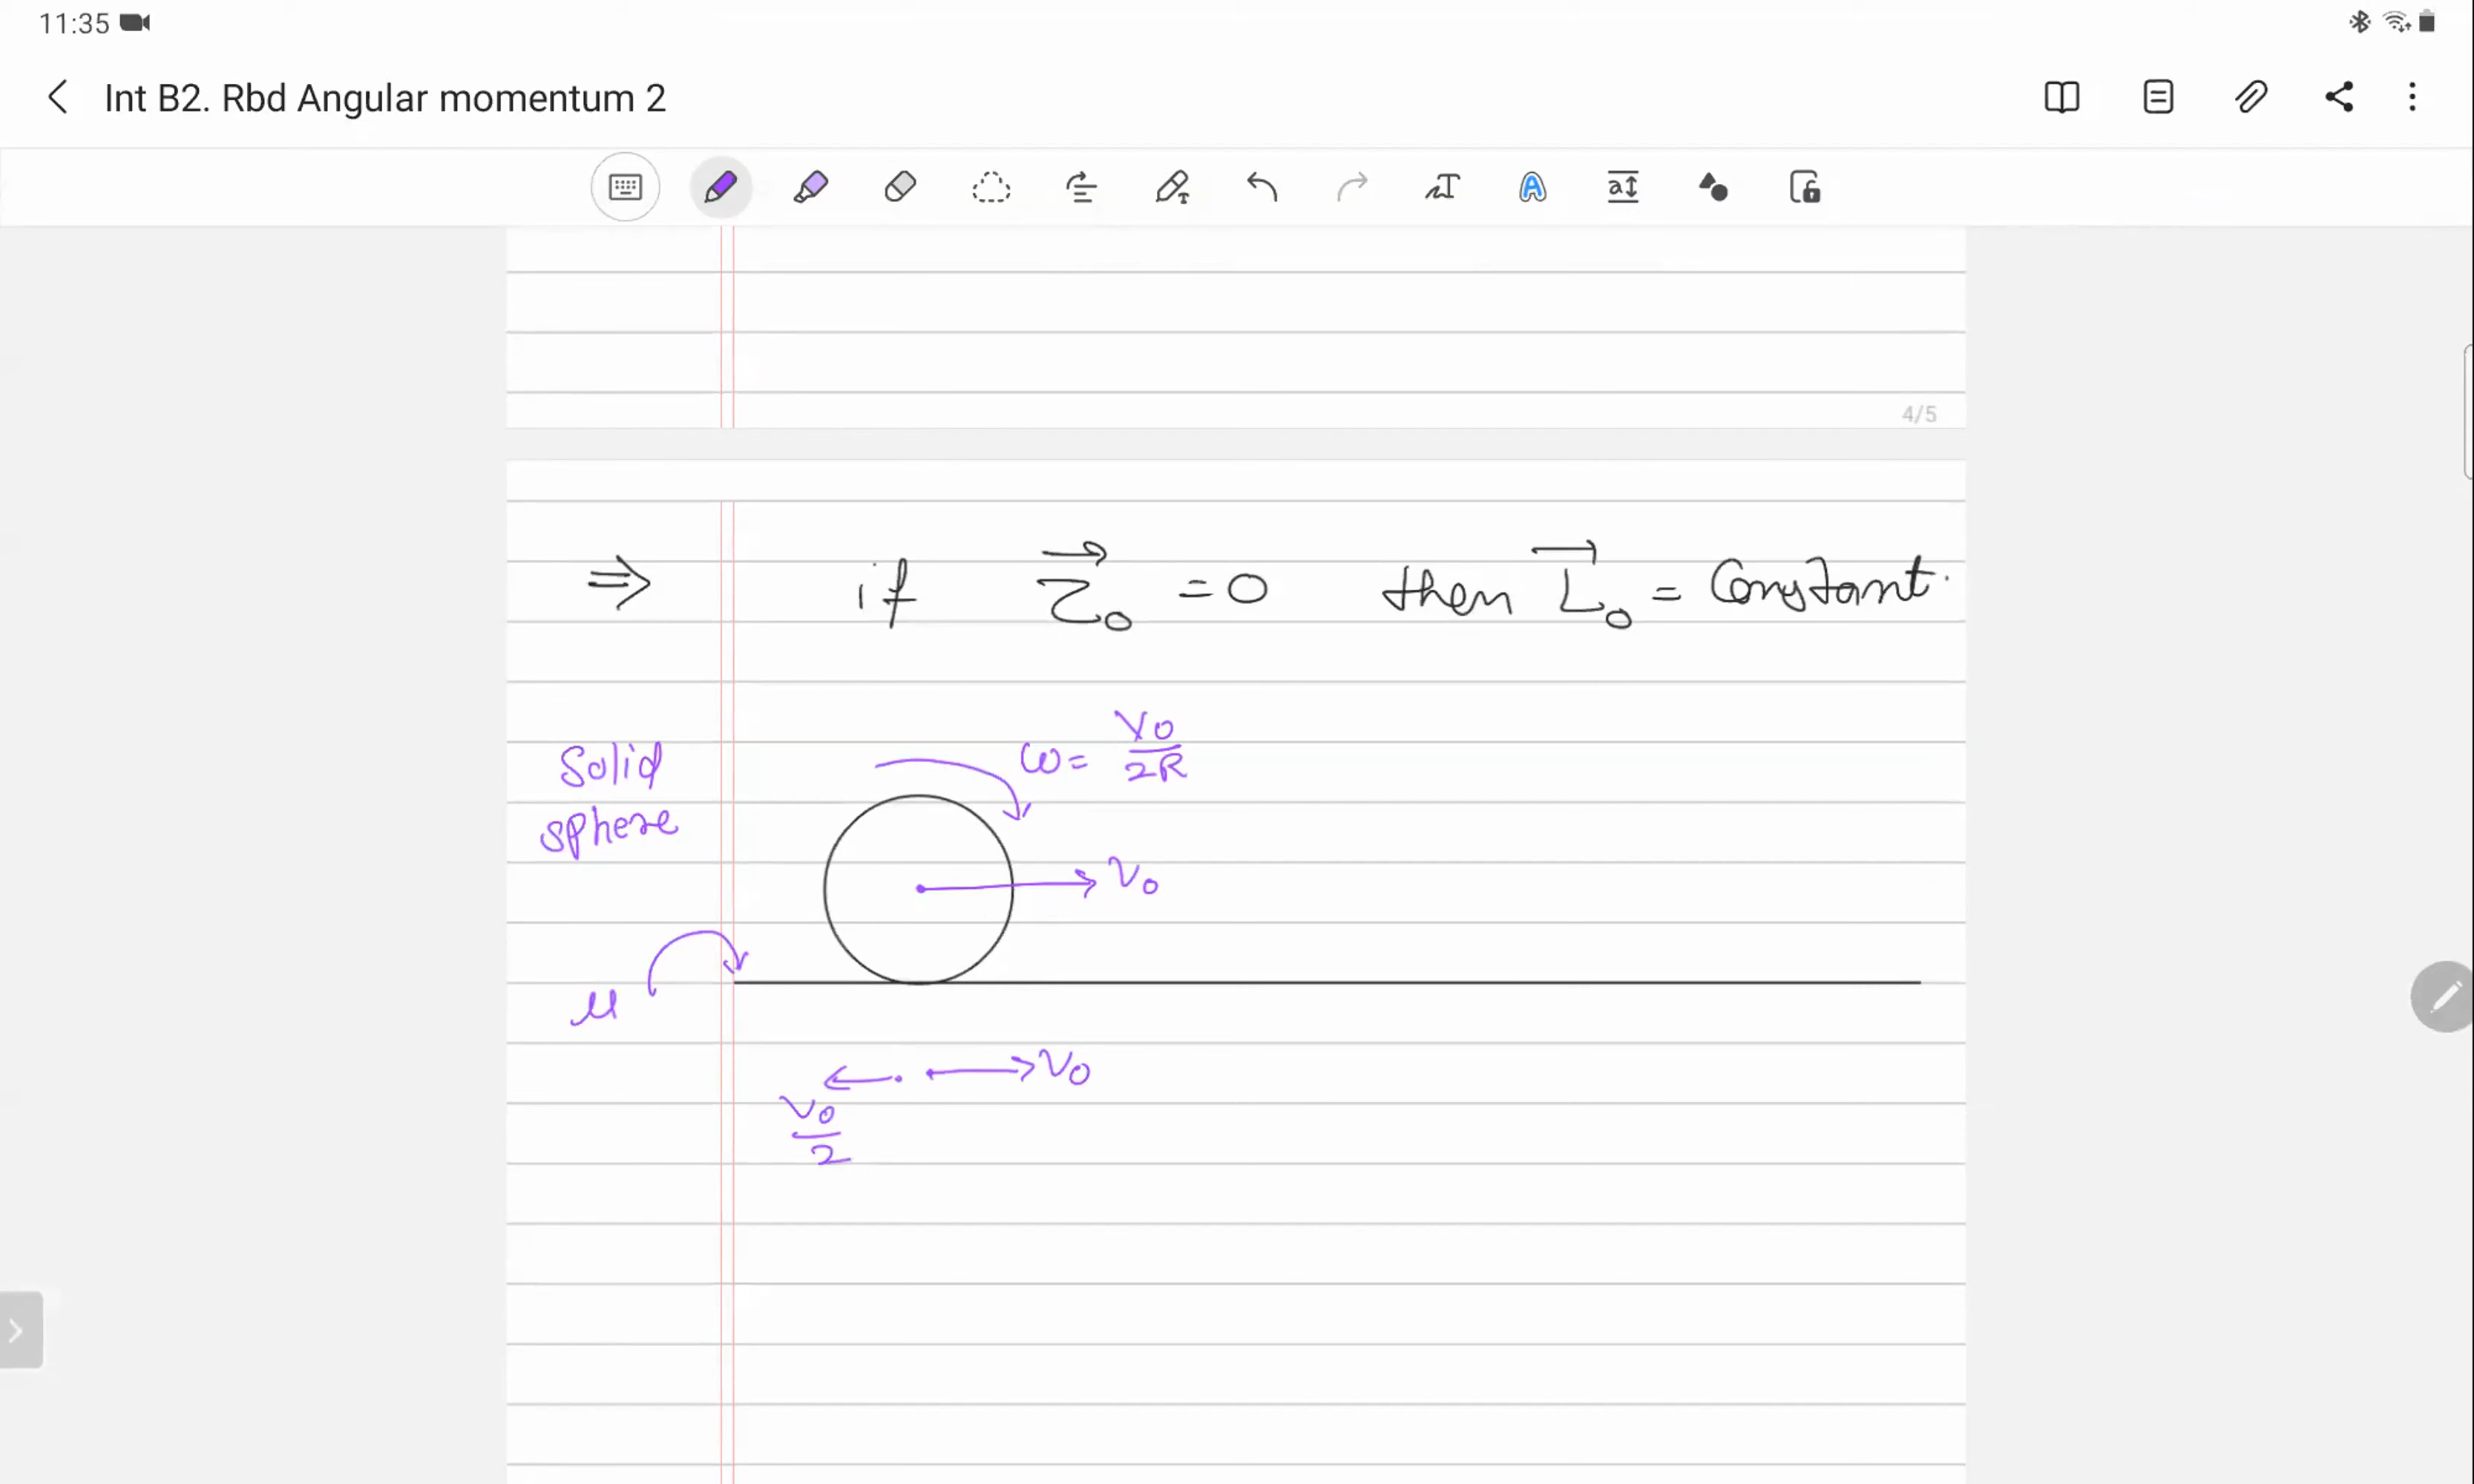 11:35
Int B2. Rbd Angular momentum 2
4/5
⇒ if τ⃗₀ = 0 then L⃗₀ = Constant.
Solid
sphere
ω = V₀/2R
V₀
μ
V₀
V₀/2